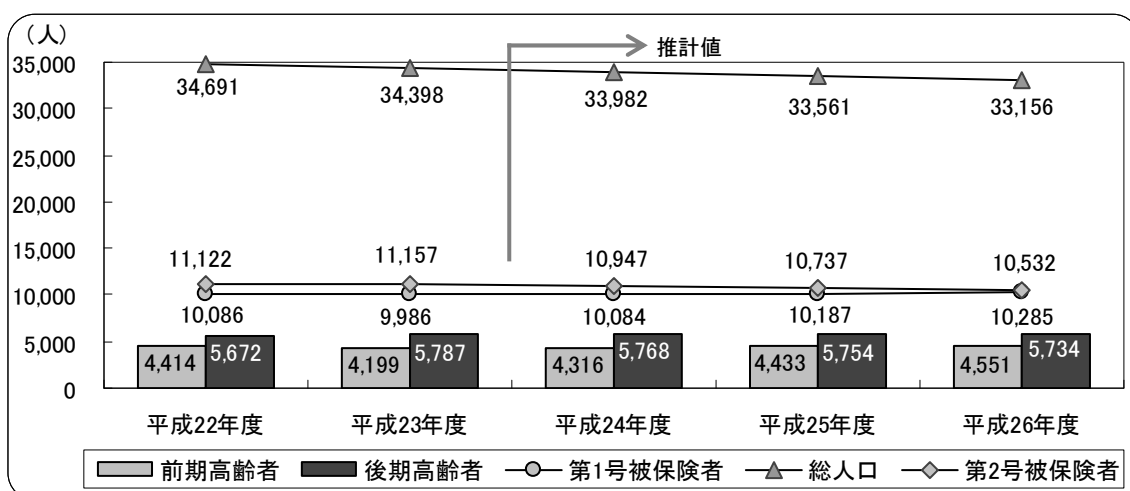 (人)
推計値
35,000
34,691 34,398 33,982 33,561 33,156
30,000
25,000
20,000
15,000
11,122 11,157 10,947 10,737 10,532
10,000
10,086 9,986 10,084 10,187 10,285
5,000
4,414 5,672 4,199 5,787 4,316 5,768 4,433 5,754 4,551 5,734
0
平成22年度 平成23年度 平成24年度 平成25年度 平成26年度
前期高齢者 後期高齢者 第1号被保険者 総人口 第2号被保険者